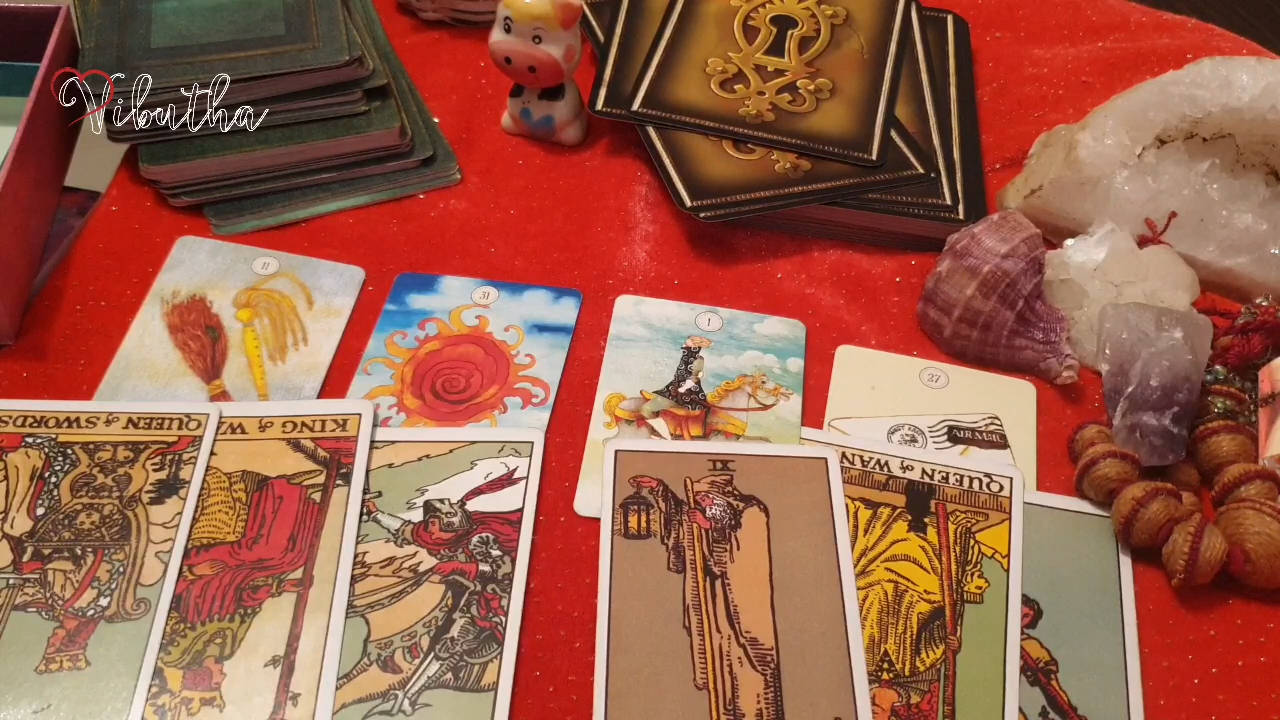 Vibutha
11
31
1
27
AIR MAIL
QUEEN of SWORDS
KING of W
IX
QUEEN of WAN